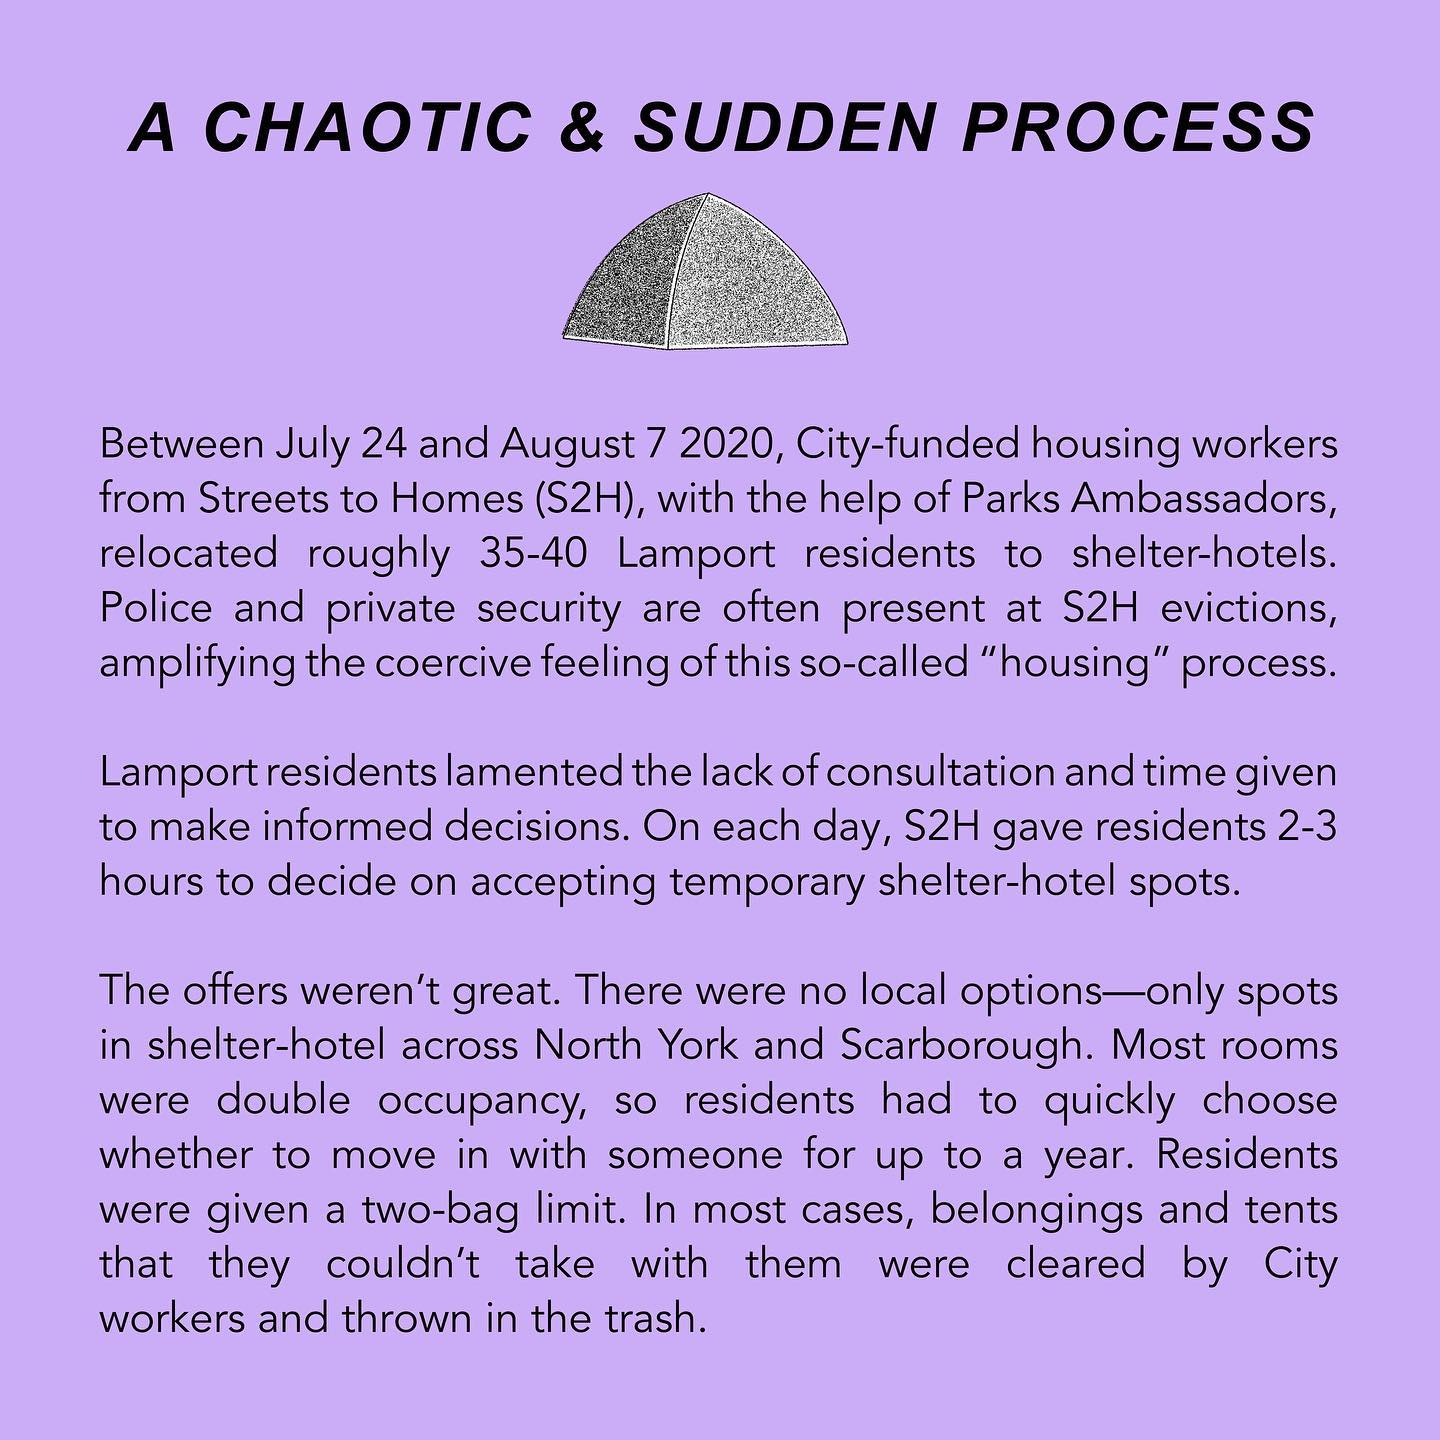 A CHAOTIC & SUDDEN PROCESS
Between July 24 and August 7 2020, City-funded housing workers
from Streets to Homes (S2H), with the help of Parks Ambassadors,
relocated roughly 35-40 Lamport residents to shelter-hotels.
Police and private security are often present at S2H evictions,
amplifying the coercive feeling of this so-called “housing” process.
Lamport residents lamented the lack of consultation and time given
to make informed decisions. On each day, S2H gave residents 2-3
hours to decide on accepting temporary shelter-hotel spots.
The offers weren’t great. There were no local options—only spots
in shelter-hotel across North York and Scarborough. Most rooms
were double occupancy, so residents had to quickly choose
whether to move in with someone for up to a year. Residents
were given a two-bag limit. In most cases, belongings and tents
that they couldn’t take with them were cleared by City
workers and thrown in the trash.